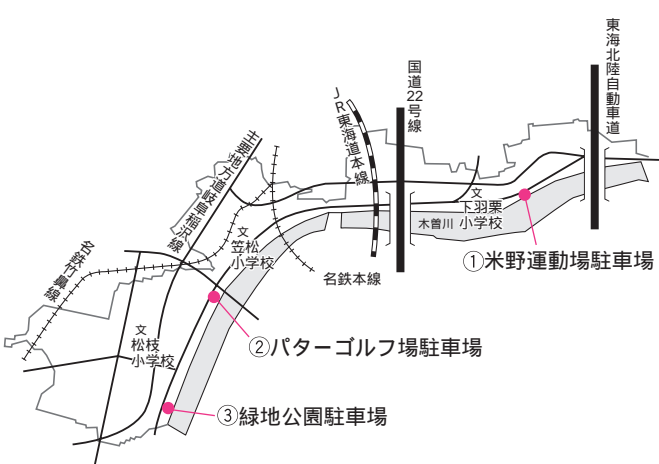 東海北陸自動車道
国道22号線
JR東海道本線
主要地方道岐阜稲沢線
名鉄竹鼻線
文
下羽栗
小学校
木曽川
文
笠松
小学校
名鉄本線
①米野運動場駐車場
文
松枝
小学校
②パターゴルフ場駐車場
③緑地公園駐車場